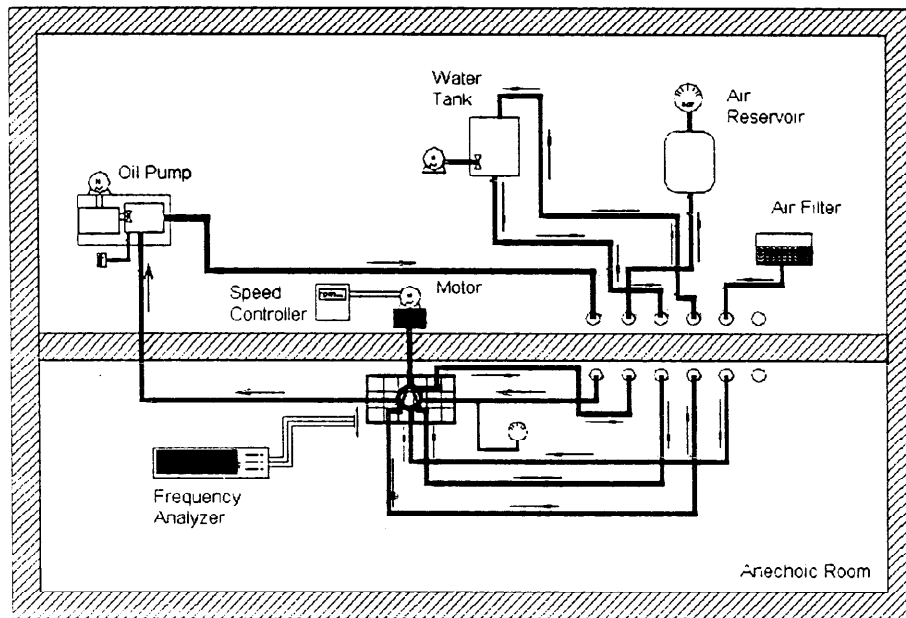 Water
Tank
Air
Reservoir
Oil Pump
Air Filter
Speed
Controller
Motor
Frequency
Analyzer
Anechoic Room